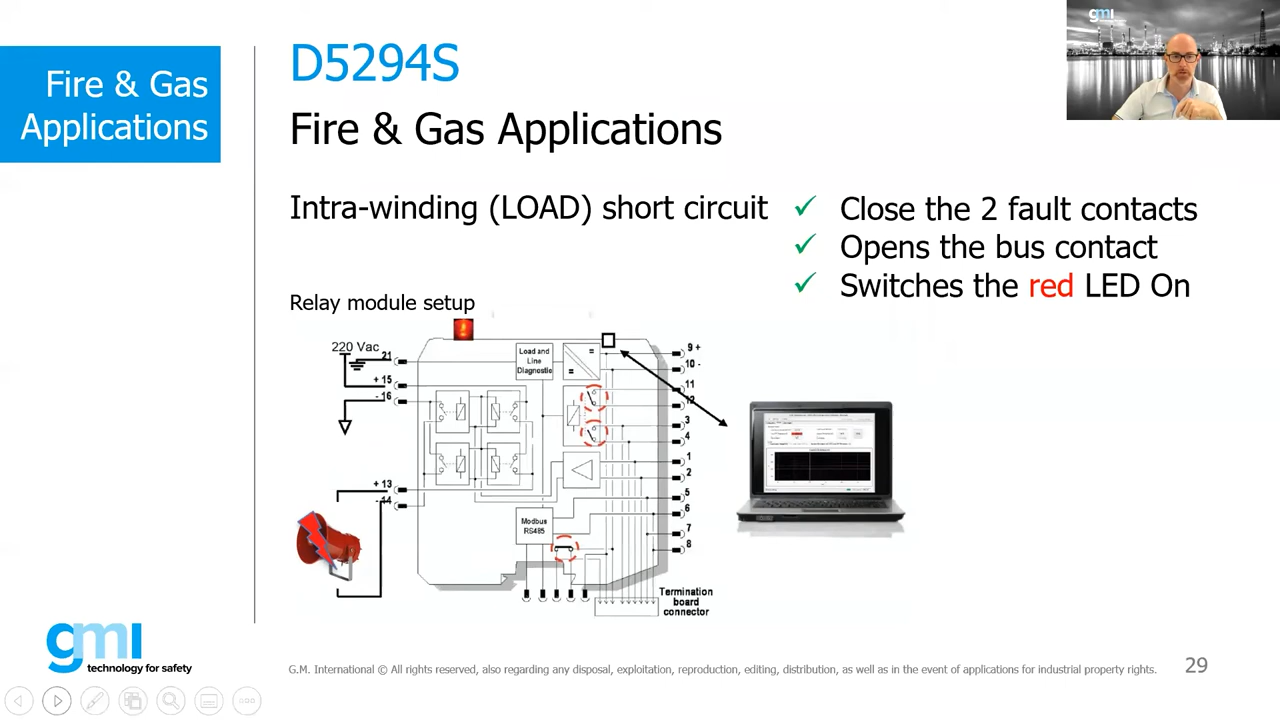 gmi
Fire & Gas
Applications
D5294S
Fire & Gas Applications
Intra-winding (LOAD) short circuit
✓ Close the 2 fault contacts
✓ Opens the bus contact
✓ Switches the red LED On
Relay module setup
220 Vac
21
+ 15
- 16
+ 13
- 14
Load and
Line
Diagnostic
Modbus
RS485
9 +
10 -
11
12
3
4
1
2
5
6
7
8
Termination
board
connector
gmi
technology for safety
G.M. International © All rights reserved, also regarding any disposal, exploitation, reproduction, editing, distribution, as well as in the event of applications for industrial property rights.
29